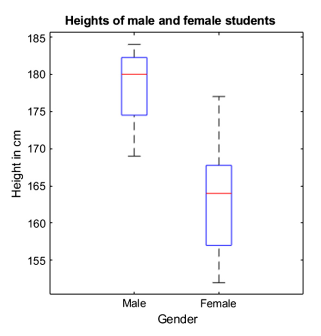 Heights of male and female students
185
180
175
170
165
160
155
Height in cm
Male Female
Gender